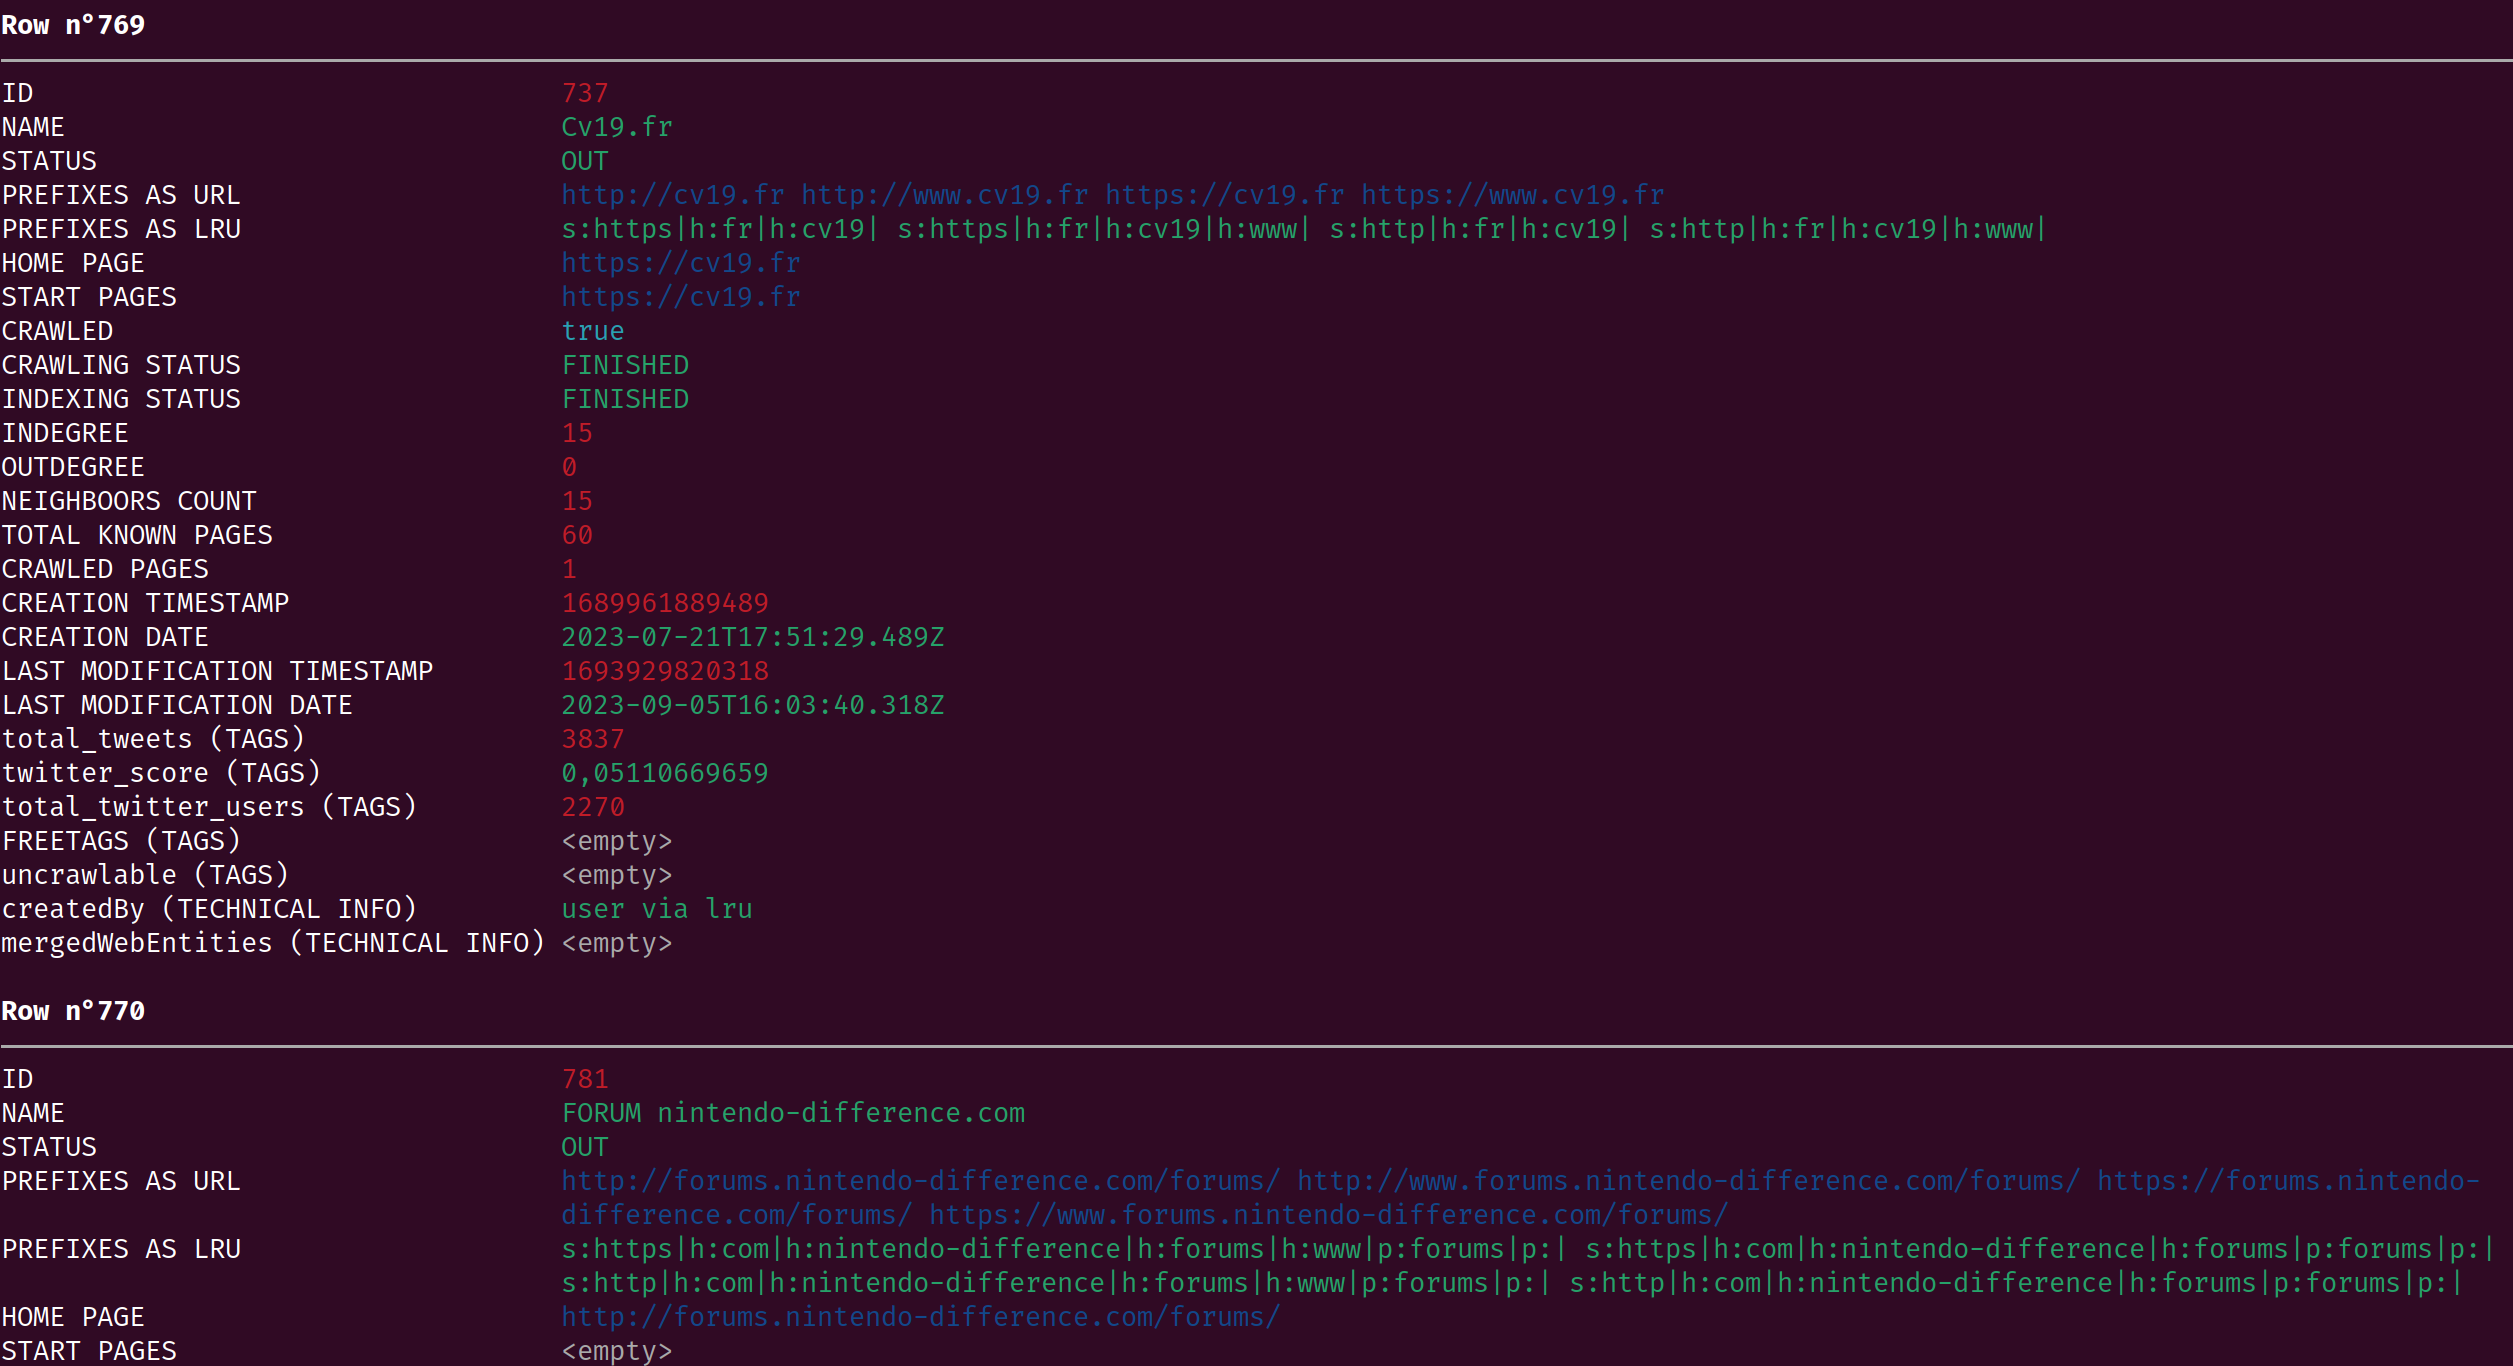 Row n°769
ID 737
NAME Cv19.fr
STATUS OUT
PREFIXES AS URL http://cv19.fr http://www.cv19.fr https://cv19.fr https://www.cv19.fr
PREFIXES AS LRU s:https|h:fr|h:cv19| s:https|h:fr|h:cv19|h:www| s:http|h:fr|h:cv19| s:http|h:fr|h:cv19|h:www|
HOME PAGE https://cv19.fr
START PAGES https://cv19.fr
CRAWLED true
CRAWLING STATUS FINISHED
INDEXING STATUS FINISHED
INDEGREE 15
OUTDEGREE 0
NEIGHBOORS COUNT 15
TOTAL KNOWN PAGES 60
CRAWLED PAGES 1
CREATION TIMESTAMP 1689961889489
CREATION DATE 2023-07-21T17:51:29.489Z
LAST MODIFICATION TIMESTAMP 1693929820318
LAST MODIFICATION DATE 2023-09-05T16:03:40.318Z
total_tweets (TAGS) 3837
twitter_score (TAGS) 0,05110669659
total_twitter_users (TAGS) 2270
FREETAGS (TAGS) <empty>
uncrawlable (TAGS) <empty>
createdBy (TECHNICAL INFO) user via lru
mergedWebEntities (TECHNICAL INFO) <empty>
Row n°770
ID 781
NAME FORUM nintendo-difference.com
STATUS OUT
PREFIXES AS URL http://forums.nintendo-difference.com/forums/ http://www.forums.nintendo-difference.com/forums/ https://forums.nintendo-
difference.com/forums/ https://www.forums.nintendo-difference.com/forums/
PREFIXES AS LRU s:https|h:com|h:nintendo-difference|h:forums|h:www|p:forums|p:| s:https|h:com|h:nintendo-difference|h:forums|p:forums|p:|
s:http|h:com|h:nintendo-difference|h:forums|h:www|p:forums|p:| s:http|h:com|h:nintendo-difference|h:forums|p:forums|p:|
HOME PAGE http://forums.nintendo-difference.com/forums/
START PAGES <empty>